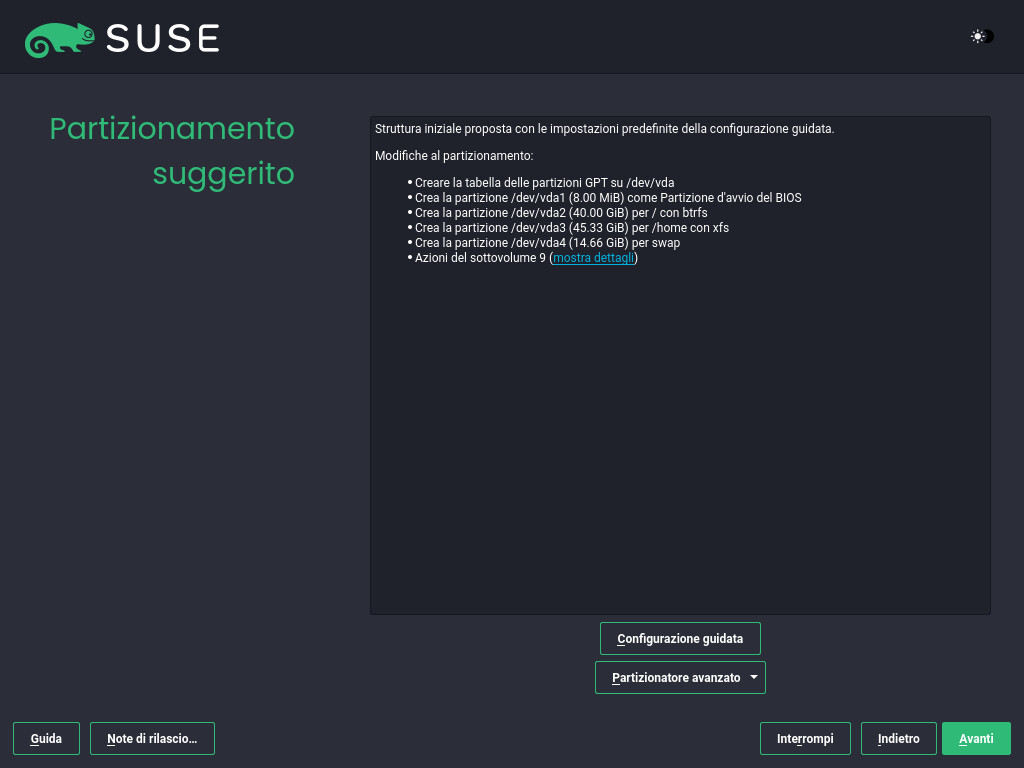 SUSE
Partizionamento
suggerito
Struttura iniziale proposta con le impostazioni predefinite della configurazione guidata.
Modifiche al partizionamento:
• Creare la tabella delle partizioni GPT su /dev/vda
• Crea la partizione /dev/vda1 (8.00 MiB) come Partizione d'avvio del BIOS
• Crea la partizione /dev/vda2 (40.00 GiB) per / con btrfs
• Crea la partizione /dev/vda3 (45.33 GiB) per /home con xfs
• Crea la partizione /dev/vda4 (14.66 GiB) per swap
• Azioni del sottovolume 9 (mostra dettagli)
Configurazione guidata
Partizionatore avanzato
Guida
Note di rilascio...
Interrompi
Indietro
Avanti